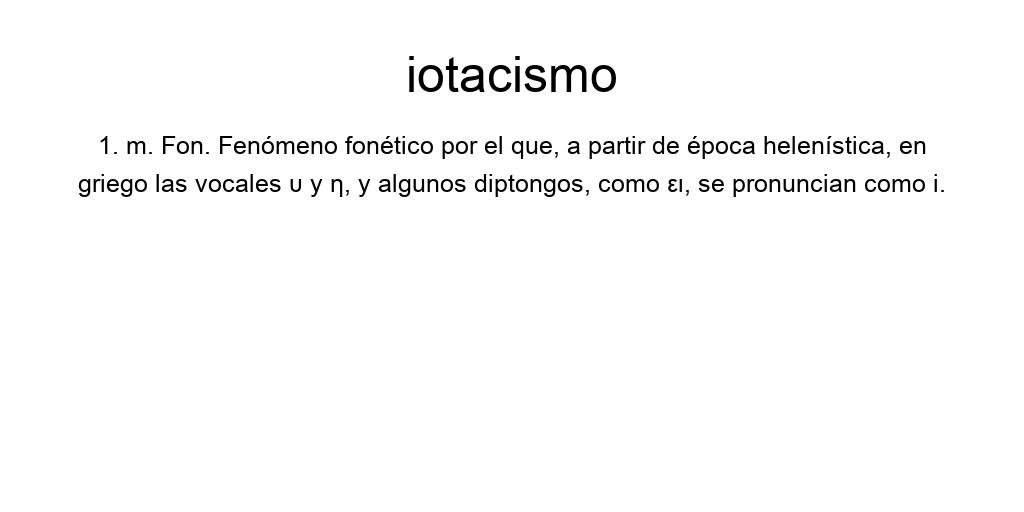 iotacismo
1. m. Fon. Fenómeno fonético por el que, a partir de época helenística, en
griego las vocales υ y η, y algunos diptongos, como ει, se pronuncian como i.